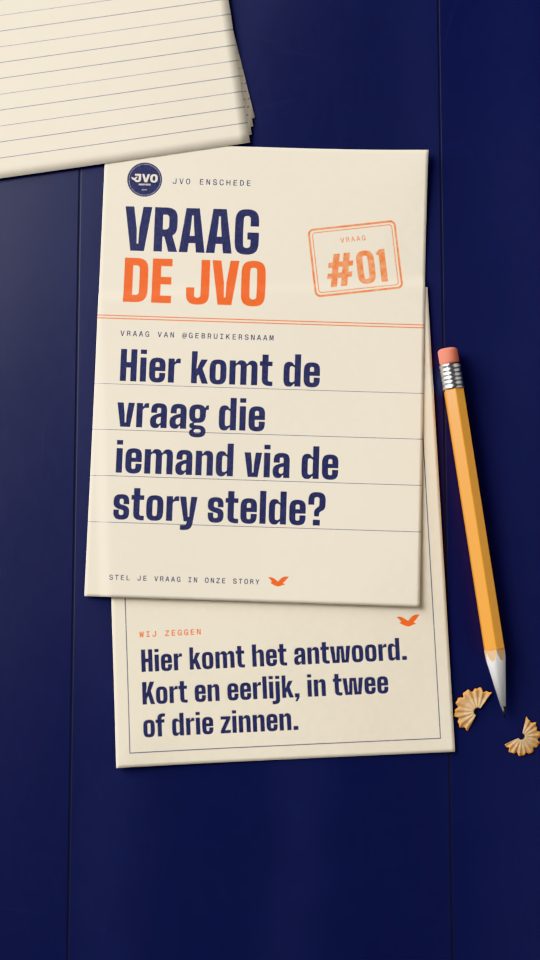 JVO
JVO ENSCHEDE
VRAAG
DE JVO
VRAAG
#01
VRAAG VAN @GEBRUIKERSNAAM
Hier komt de
vraag die
iemand via de
story stelde?
STEL JE VRAAG IN ONZE STORY
WIJ ZEGGEN
Hier komt het antwoord.
Kort en eerlijk, in twee
of drie zinnen.